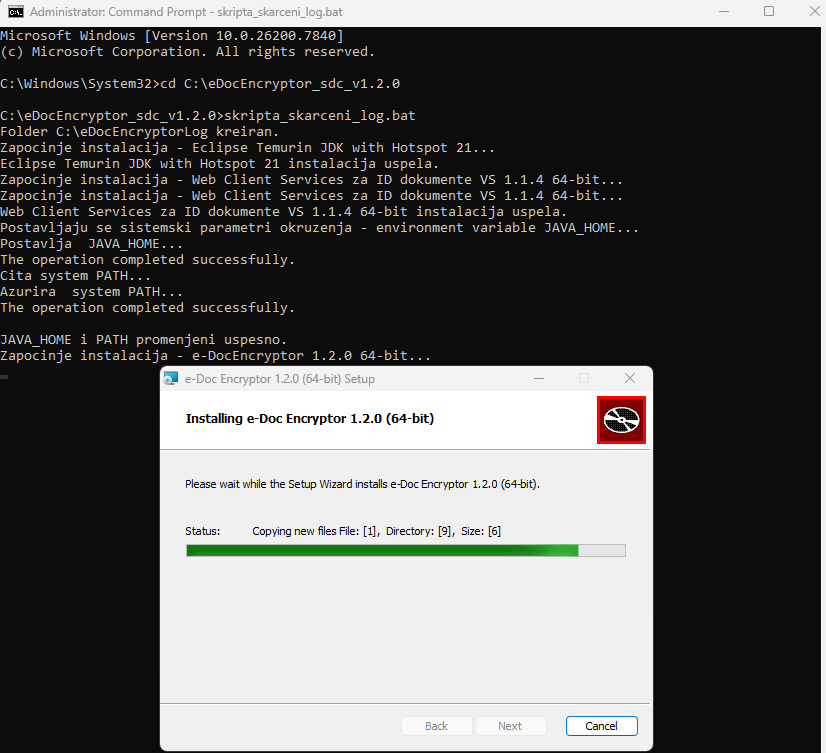 Administrator: Command Prompt - skripta_skarceni_log.bat
Microsoft Windows [Version 10.0.26200.7840]
(c) Microsoft Corporation. All rights reserved.
C:\Windows\System32>cd C:\eDocEncryptor_sdc_v1.2.0
C:\eDocEncryptor_sdc_v1.2.0>skripta_skarceni_log.bat
Folder C:\eDocEncryptorLog kreiran.
Zapocinje instalacija - Eclipse Temurin JDK with Hotspot 21...
Eclipse Temurin JDK with Hotspot 21 instalacija uspela.
Zapocinje instalacija - Web Client Services za ID dokumente VS 1.1.4 64-bit...
Zapocinje instalacija - Web Client Services za ID dokumente VS 1.1.4 64-bit...
Web Client Services za ID dokumente VS 1.1.4 64-bit instalacija uspela.
Postavljaju se sistemski parametri okruzenja - environment variable JAVA_HOME...
Postavlja  JAVA_HOME...
The operation completed successfully.
Cita system PATH...
Azurira  system PATH...
The operation completed successfully.
JAVA_HOME i PATH promenjeni uspesno.
Zapocinje instalacija - e-DocEncryptor 1.2.0 64-bit...
e-Doc Encryptor 1.2.0 (64-bit) Setup
Installing e-Doc Encryptor 1.2.0 (64-bit)
Please wait while the Setup Wizard installs e-Doc Encryptor 1.2.0 (64-bit).
Status: Copying new files File: [1],  Directory: [9],  Size: [6]
Back Next Cancel